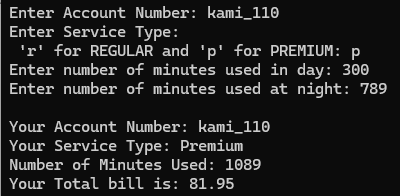 Enter Account Number: kami_110
Enter Service Type:
 'r' for REGULAR and 'p' for PREMIUM: p
Enter number of minutes used in day: 300
Enter number of minutes used at night: 789

Your Account Number: kami_110
Your Service Type: Premium
Number of Minutes Used: 1089
Your Total bill is: 81.95